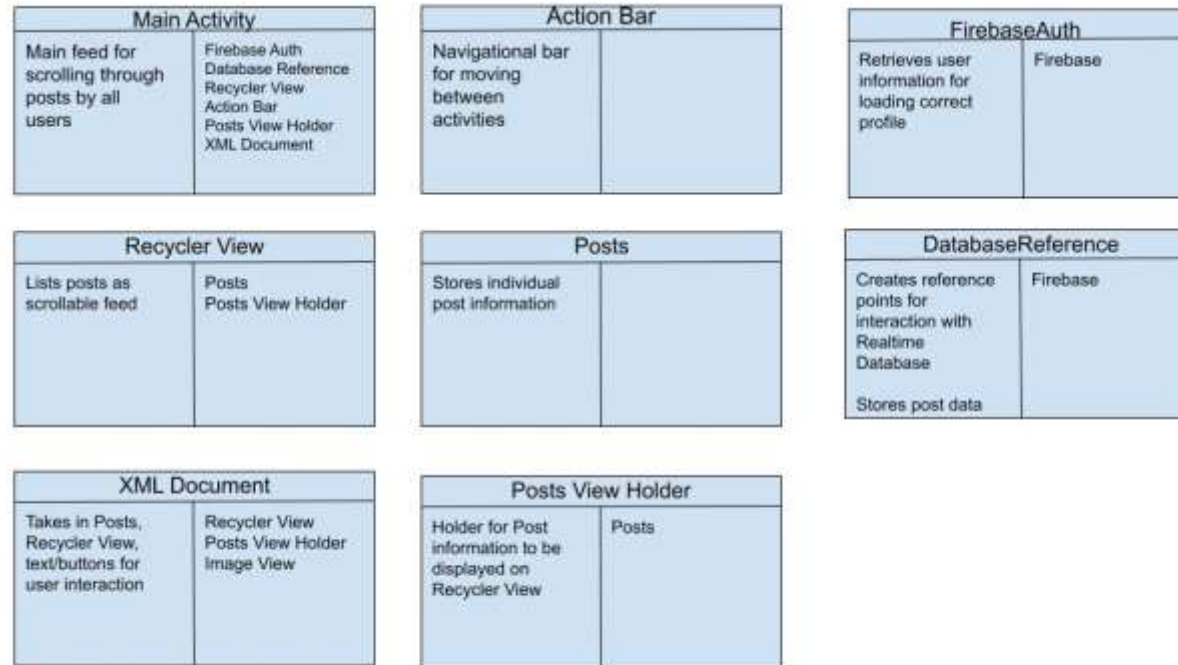 Main Activity
Main feed for
scrolling through
posts by all
users
Firebase Auth
Database Reference
Recycler View
Action Bar
Posts View Holder
XML Document
Action Bar
Navigational bar
for moving
between
activities
FirebaseAuth
Retrieves user
information for
loading correct
profile
Firebase
Recycler View
Lists posts as
scrollable feed
Posts
Posts View Holder
Posts
Stores individual
post information
DatabaseReference
Creates reference
points for
interaction with
Realtime
Database
Stores post data
Firebase
XML Document
Takes in Posts,
Recycler View,
text/buttons for
user interaction
Recycler View
Posts View Holder
Image View
Posts View Holder
Holder for Post
information to be
displayed on
Recycler View
Posts